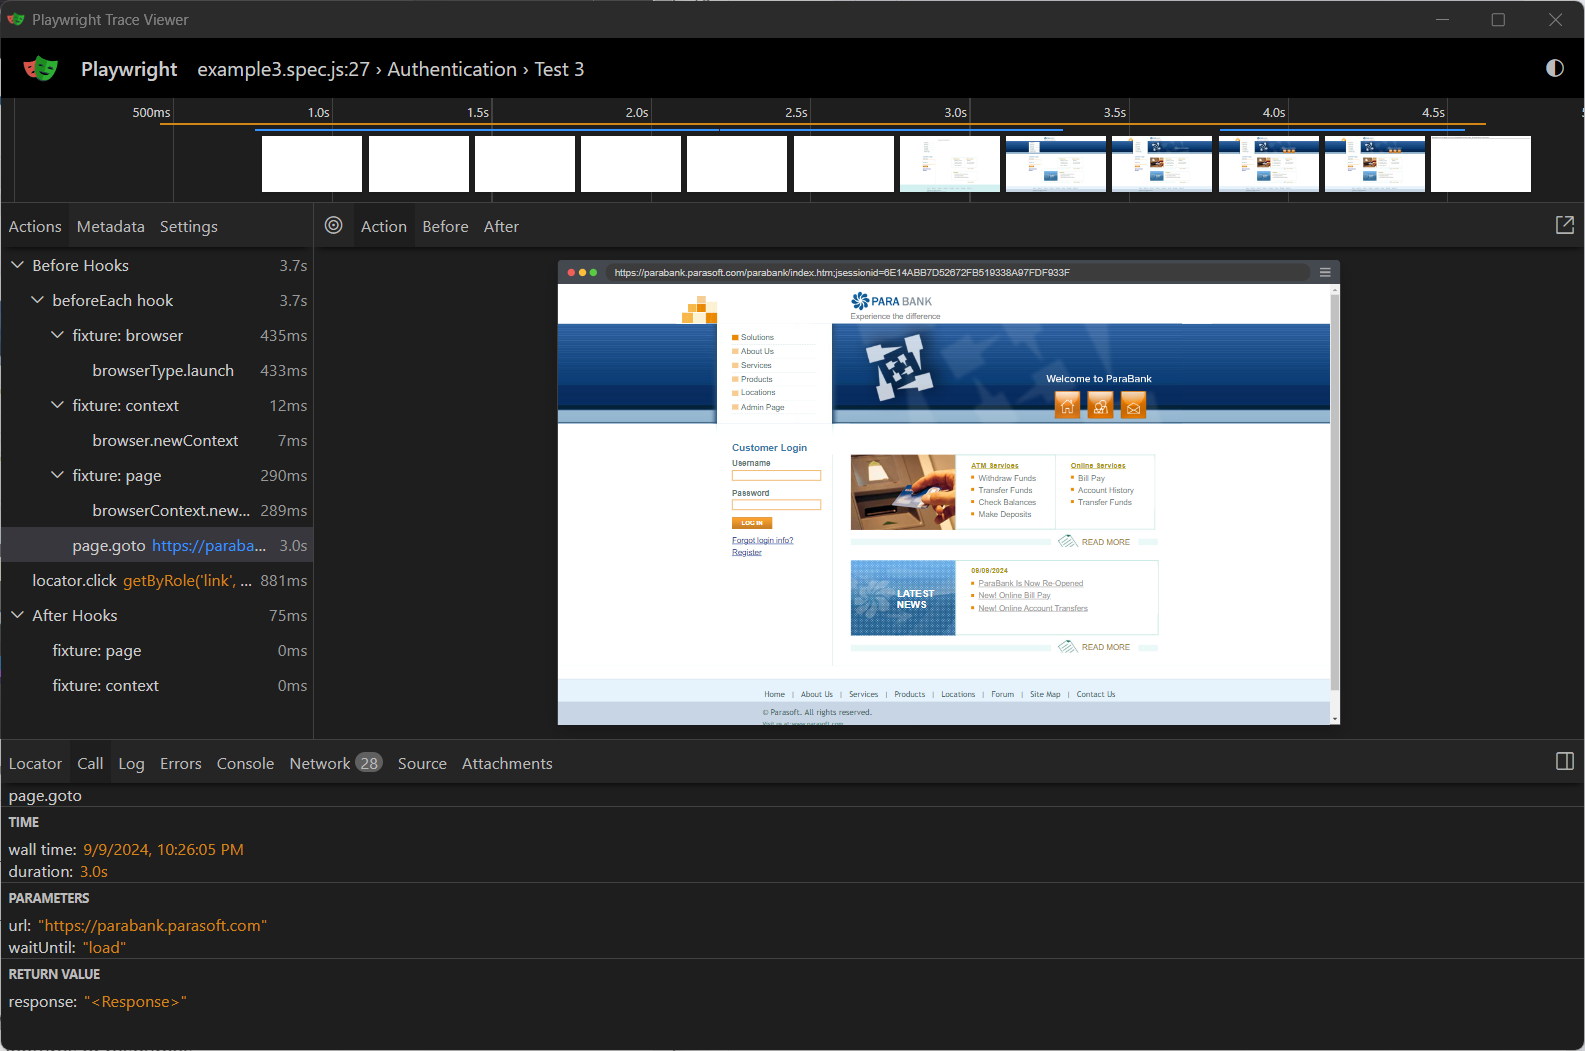 Playwright Trace Viewer
Playwright example3.spec.js:27 › Authentication › Test 3
500ms 1.0s 1.5s 2.0s 2.5s 3.0s 3.5s 4.0s 4.5s
Actions Metadata Settings
Before Hooks 3.7s
beforeEach hook 3.7s
fixture: browser 435ms
browserType.launch 433ms
fixture: context 12ms
browser.newContext 7ms
fixture: page 290ms
browserContext.new... 289ms
page.goto https://paraba... 3.0s
locator.click getByRole('link', ... 881ms
After Hooks 75ms
fixture: page 0ms
fixture: context 0ms
Action Before After
https://parabank.parasoft.com/parabank/index.htm;jsessionid=6E14ABB7D52672FB519338A97FDF933F
PARA BANK
Experience the difference
Solutions
About Us
Services
Products
Locations
Admin Page
Welcome to ParaBank
Customer Login
Username
Password
LOG IN
Forgot login info?
Register
ATM Services
Withdraw Funds
Transfer Funds
Check Balances
Make Deposits
Online Services
Bill Pay
Account History
Transfer Funds
READ MORE
LATEST
NEWS
09/09/2024
ParaBank Is Now Re-Opened
New! Online Bill Pay
New! Online Account Transfers
READ MORE
Home | About Us | Services | Products | Locations | Forum | Site Map | Contact Us
© Parasoft. All rights reserved.
Visit us at: www.parasoft.com
Locator Call Log Errors Console Network 28 Source Attachments
page.goto
TIME
wall time: 9/9/2024, 10:26:05 PM
duration: 3.0s
PARAMETERS
url: "https://parabank.parasoft.com"
waitUntil: "load"
RETURN VALUE
response: "<Response>"